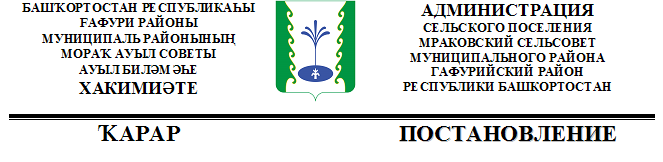 БАШҠОРТОСТАН РЕСПУБЛИКАҺЫ
ҒАФУРИ РАЙОНЫ
МУНИЦИПАЛЬ РАЙОНЫНЫҢ
МОРАҠ АУЫЛ СОВЕТЫ
АУЫЛ БИЛӘМӘҺЕ
ХАКИМИӘТЕ
АДМИНИСТРАЦИЯ
СЕЛЬСКОГО ПОСЕЛЕНИЯ
МРАКОВСКИЙ СЕЛЬСОВЕТ
МУНИЦИПАЛЬНОГО РАЙОНА
ГАФУРИЙСКИЙ РАЙОН
РЕСПУБЛИКИ БАШКОРТОСТАН
ҠАРАР
ПОСТАНОВЛЕНИЕ